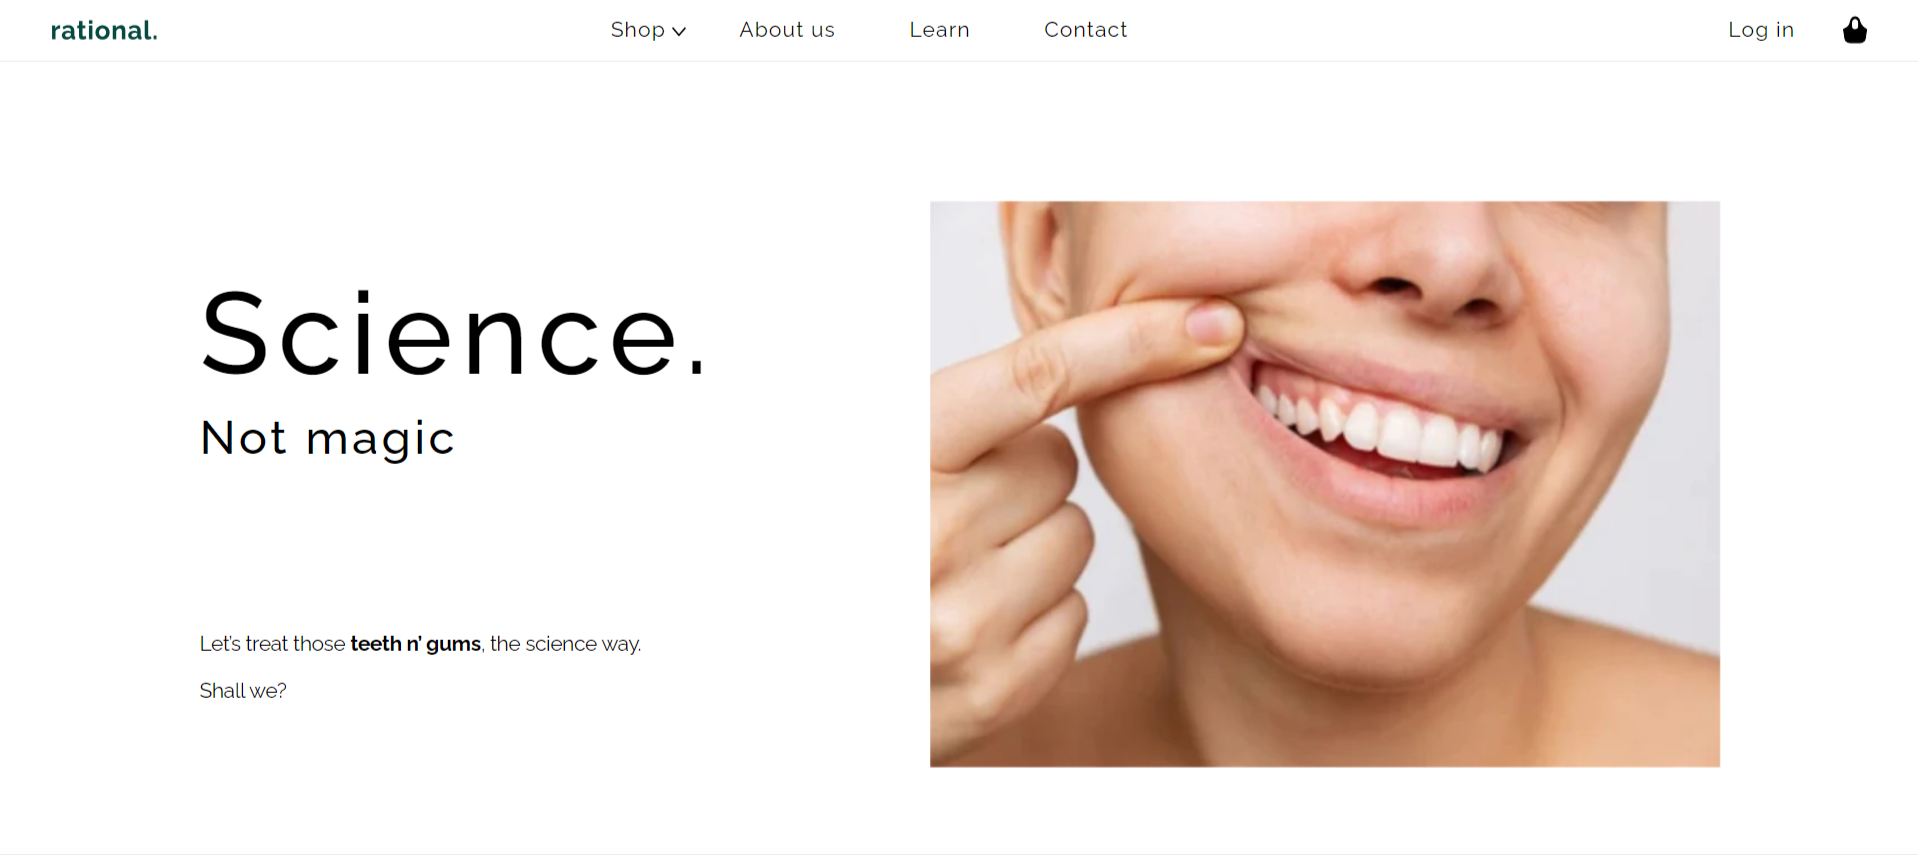 rational.
Shop
About us
Learn
Contact
Log in
Science.
Not magic
Let’s treat those teeth n’ gums, the science way.
Shall we?